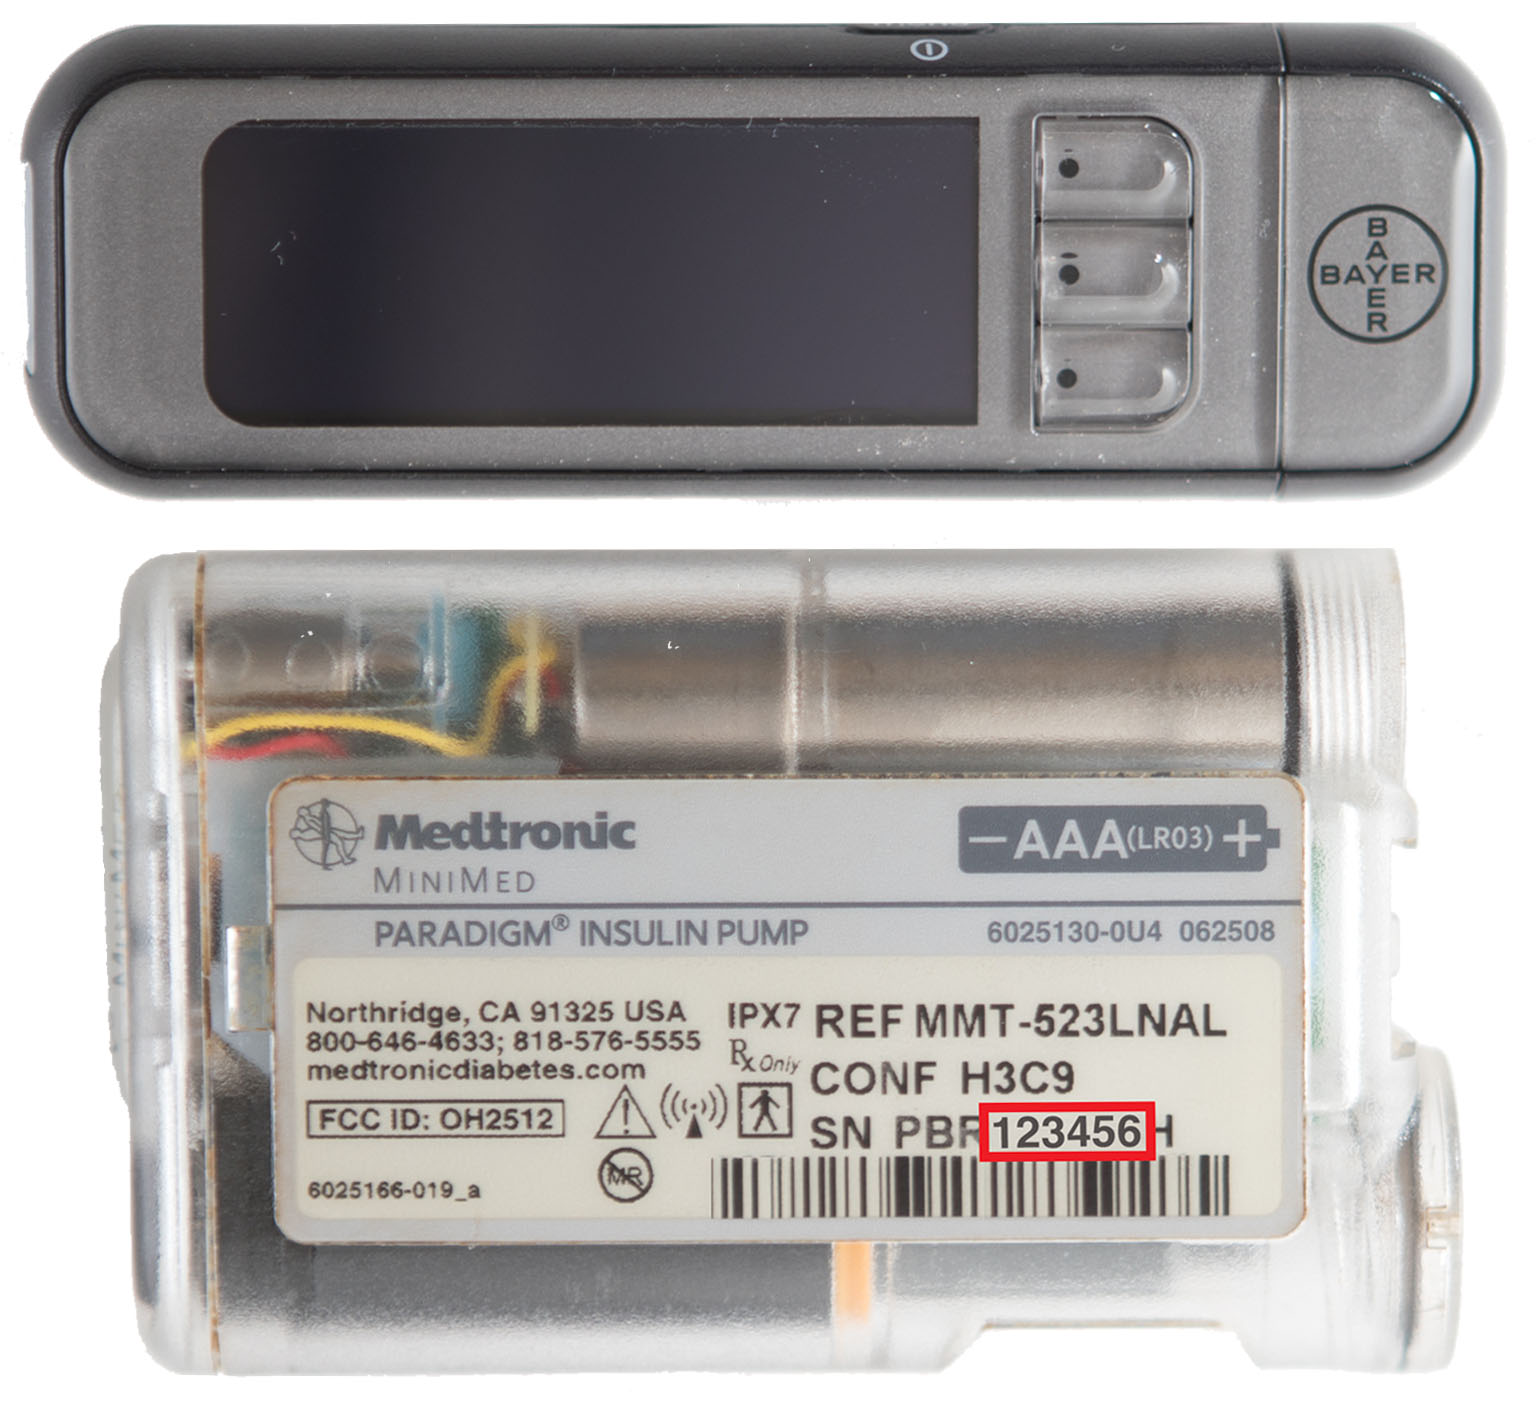 BAYER
BAYER
Medtronic
MINIMED
-AAA(LR03)+
PARADIGM® INSULIN PUMP
6025130-0U4 062508
Northridge, CA 91325 USA
800-646-4633; 818-576-5555
medtronicdiabetes.com
IPX7
Rx Only
REF MMT-523LNAL
CONF H3C9
SN PBR123456H
FCC ID: OH2512
MR
6025166-019_a